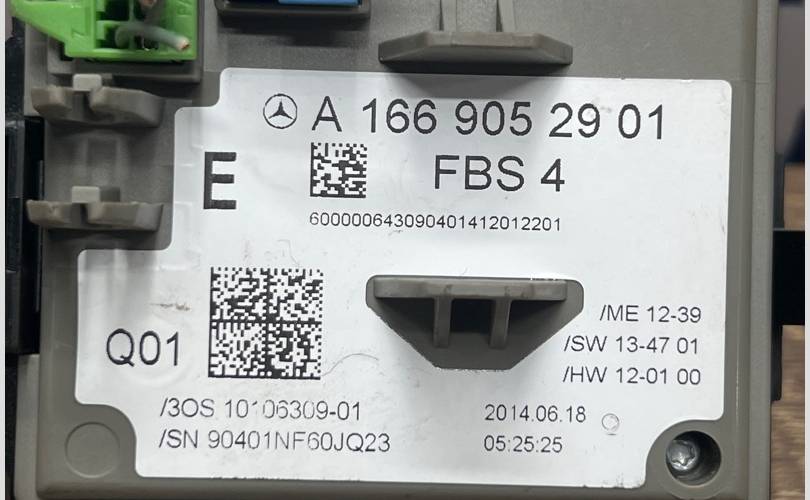 A 166 905 29 01
E
FBS 4
600000643090401412012201
Q01
/ME 12-39
/SW 13-47 01
/HW 12-01 00
/3OS 10106309-01
/SN 90401NF60JQ23
2014.06.18
05:25:25